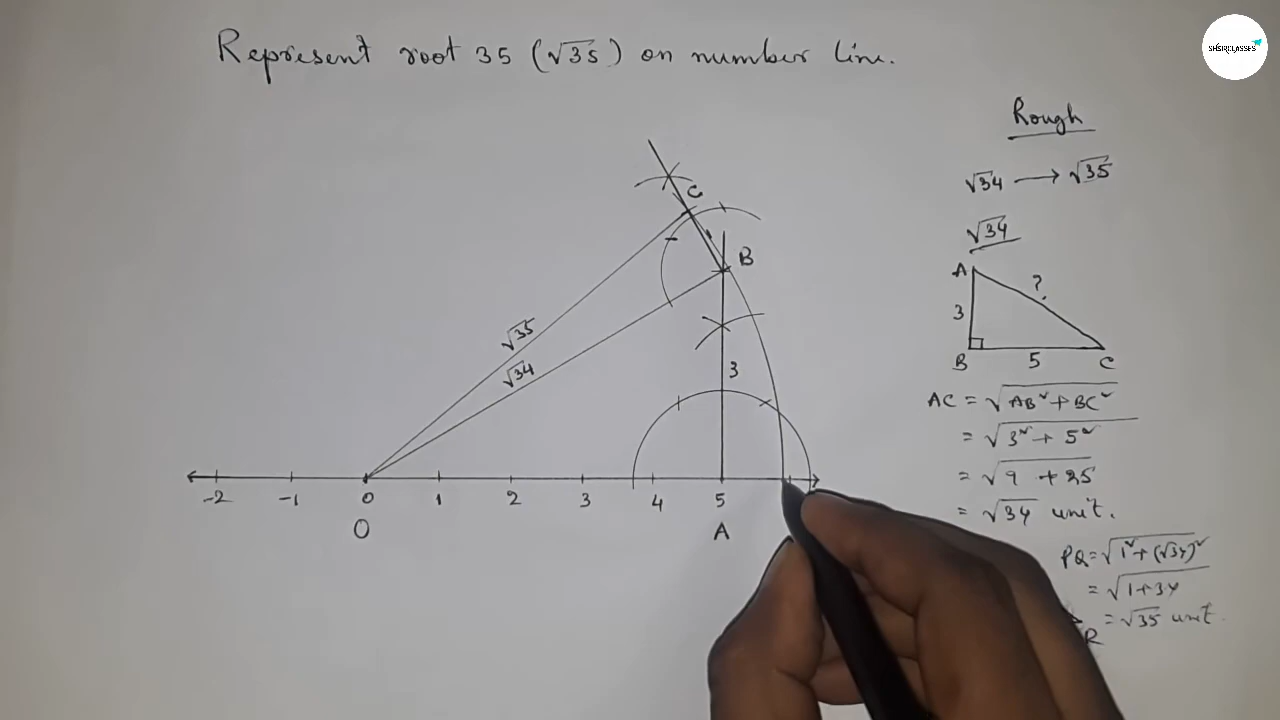 Represent root 35 (√35) on number line.
SHSIRCLASSES
Rough
√34 → √35
√34
A
?
3
B 5 C
AC = √AB² + BC²
= √3² + 5²
= √9 + 25
= √34 unit.
PQ = √1² + (√34)²
= √1+34
= √35 unit.
R
C
B
√35
√34
3
-2 -1 0 1 2 3 4 5
O A